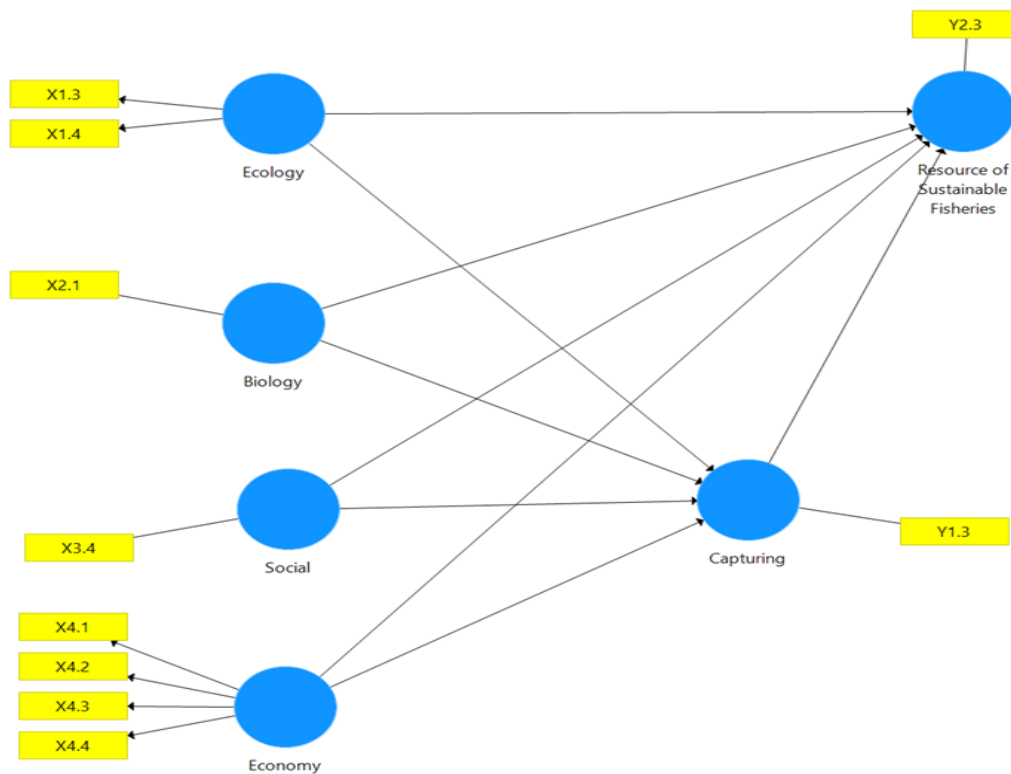 Y2.3
X1.3
X1.4
Ecology
Resource of
Sustainable
Fisheries
X2.1
Biology
X3.4
Social
Capturing
Y1.3
X4.1
X4.2
X4.3
X4.4
Economy